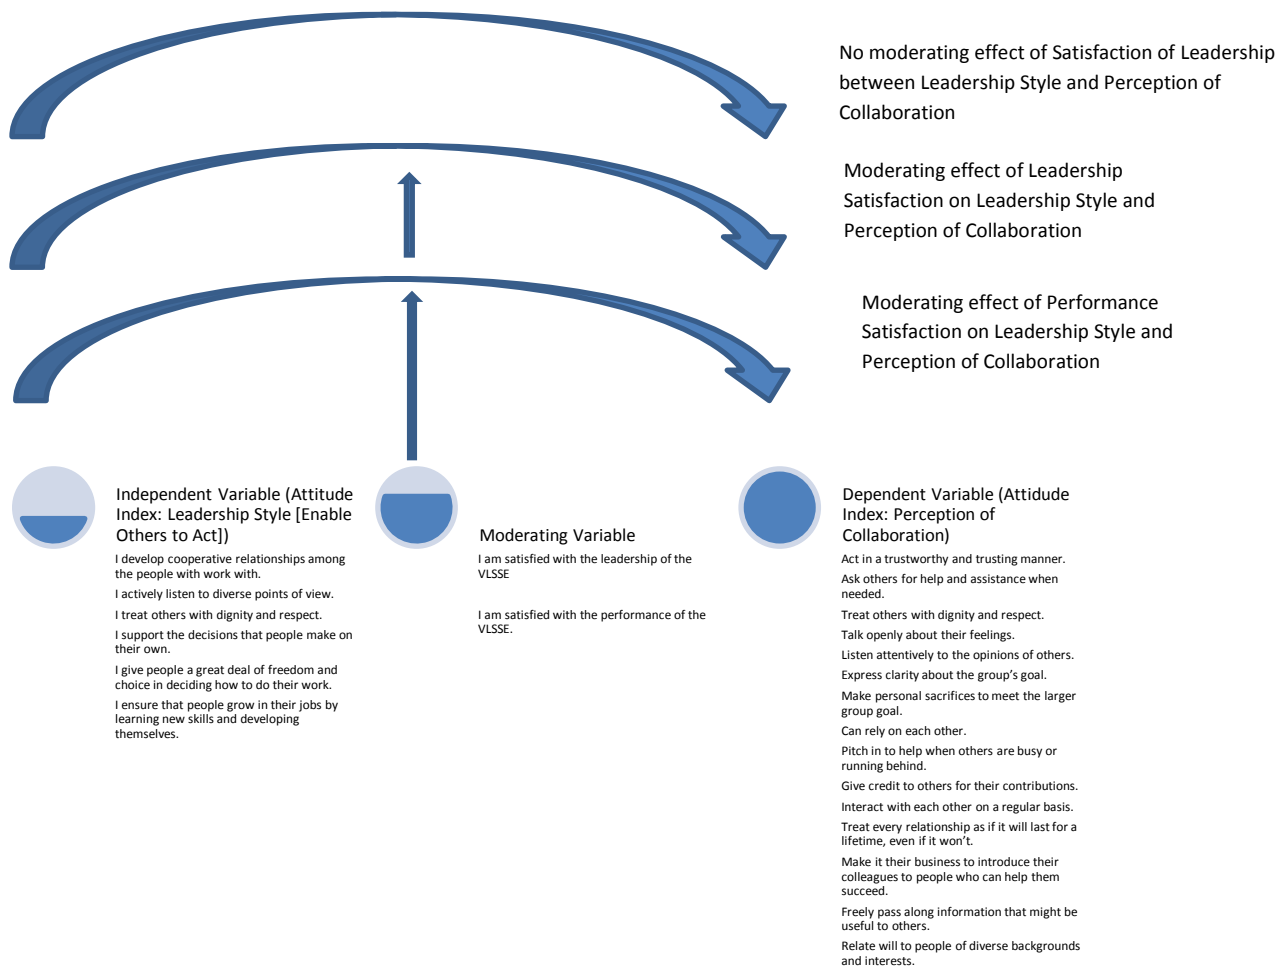 No moderating effect of Satisfaction of Leadership
between Leadership Style and Perception of
Collaboration
Moderating effect of Leadership
Satisfaction on Leadership Style and
Perception of Collaboration
Moderating effect of Performance
Satisfaction on Leadership Style and
Perception of Collaboration
Independent Variable (Attitude
Index: Leadership Style [Enable
Others to Act])
I develop cooperative relationships among
the people with work with.
I actively listen to diverse points of view.
I treat others with dignity and respect.
I support the decisions that people make on
their own.
I give people a great deal of freedom and
choice in deciding how to do their work.
I ensure that people grow in their jobs by
learning new skills and developing
themselves.
Moderating Variable
I am satisfied with the leadership of the
VLSSE
I am satisfied with the performance of the
VLSSE.
Dependent Variable (Attidude
Index: Perception of
Collaboration)
Act in a trustworthy and trusting manner.
Ask others for help and assistance when
needed.
Treat others with dignity and respect.
Talk openly about their feelings.
Listen attentively to the opinions of others.
Express clarity about the group's goal.
Make personal sacrifices to meet the larger
group goal.
Can rely on each other.
Pitch in to help when others are busy or
running behind.
Give credit to others for their contributions.
Interact with each other on a regular basis.
Treat every relationship as if it will last for a
lifetime, even if it won't.
Make it their business to introduce their
colleagues to people who can help them
succeed.
Freely pass along information that might be
useful to others.
Relate will to people of diverse backgrounds
and interests.